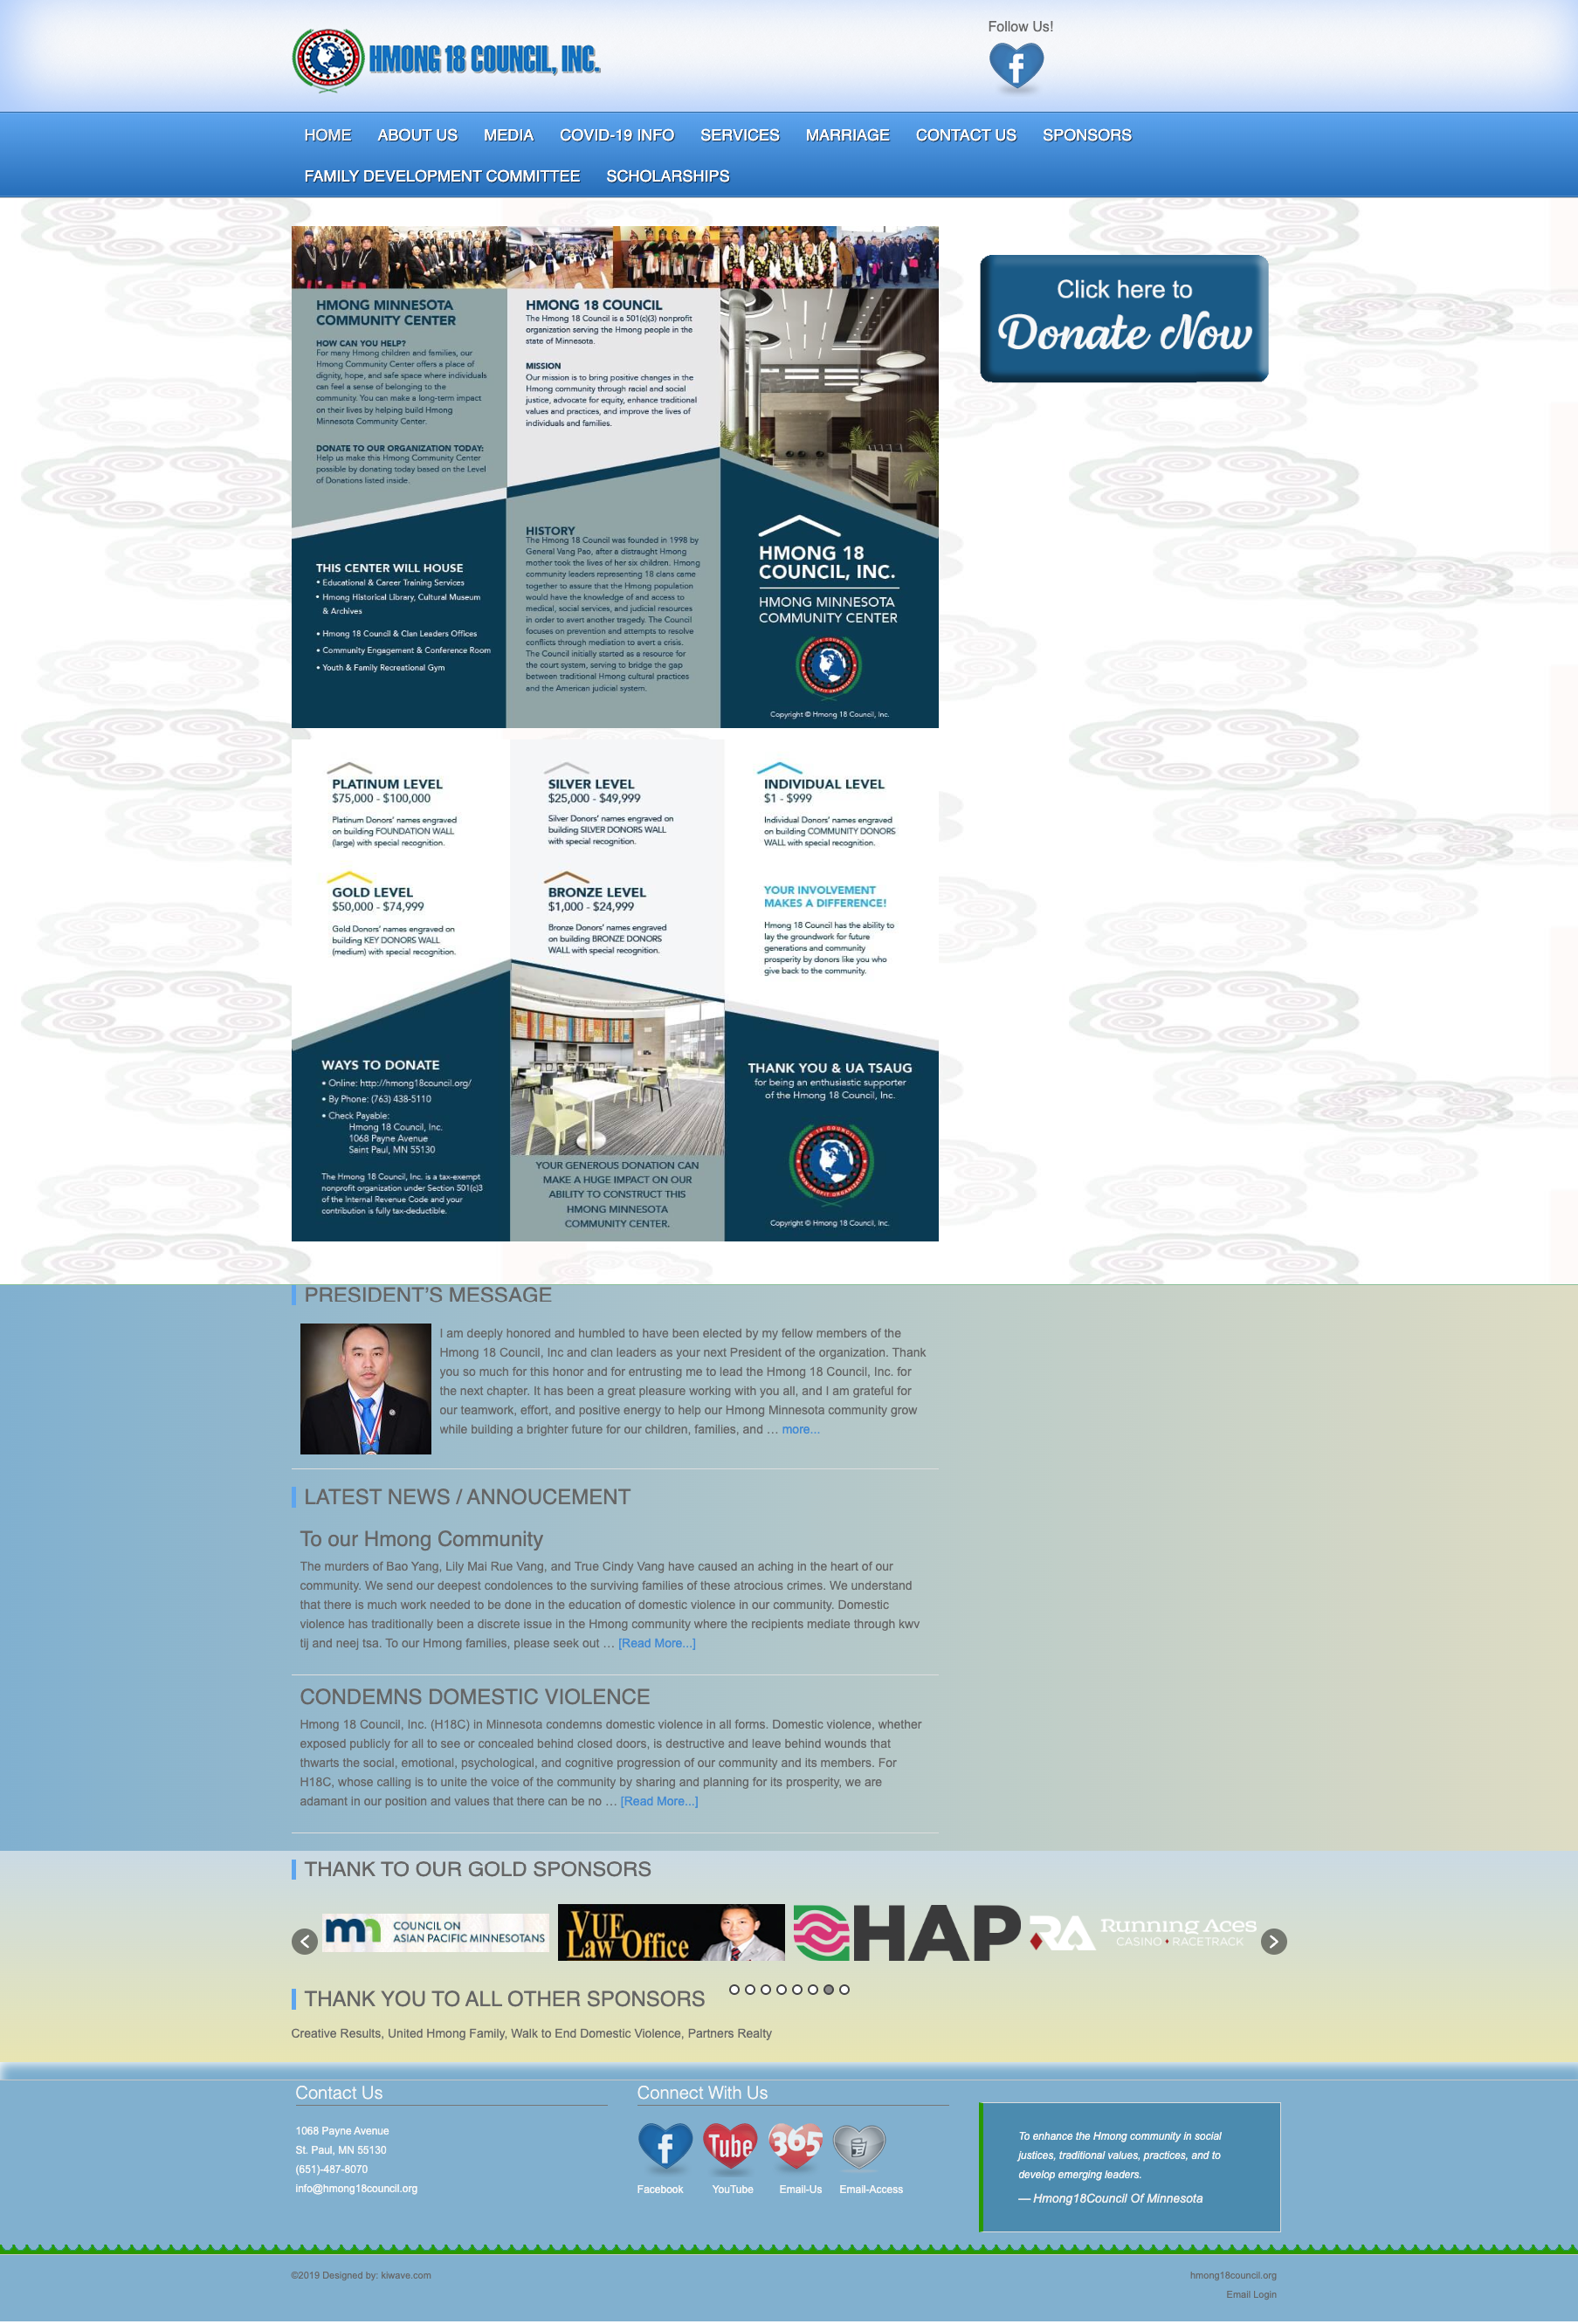 HMONG 18 COUNCIL, INC.
Follow Us!
HOME ABOUT US MEDIA COVID-19 INFO SERVICES MARRIAGE CONTACT US SPONSORS
FAMILY DEVELOPMENT COMMITTEE SCHOLARSHIPS
HMONG MINNESOTA
COMMUNITY CENTER
HOW CAN YOU HELP?
For many Hmong children and families, our
Hmong Community Center offers a place of
dignity, hope, and safe space where individuals
can feel a sense of belonging to the
community. You can make a long-term impact
on their lives by helping build Hmong
Minnesota Community Center.
DONATE TO OUR ORGANIZATION TODAY:
Help us make this Hmong Community Center
possible by donating today based on the Level
of Donations listed inside.
THIS CENTER WILL HOUSE
• Educational & Career Training Services
• Hmong Historical Library, Cultural Museum
& Archives
• Hmong 18 Council & Clan Leaders Offices
• Community Engagement & Conference Room
• Youth & Family Recreational Gym
HMONG 18 COUNCIL
The Hmong 18 Council is a 501(c)(3) nonprofit
organization serving the Hmong people in the
state of Minnesota.
MISSION
Our mission is to bring positive changes in the
Hmong community through racial and social
justice, advocate for equity, enhance traditional
values and practices, and improve the lives of
individuals and families.
HISTORY
The Hmong 18 Council was founded in 1998 by
General Vang Pao, after a distraught Hmong
mother took the lives of her six children. Hmong
community leaders representing 18 clans came
together to assure that the Hmong population
would have the knowledge of and access to
medical, social services, and judicial resources
in order to avert another tragedy. The Council
focuses on prevention and attempts to resolve
conflicts through mediation to avert a crisis.
The Council initially started as a resource for
the court system, serving to bridge the gap
between traditional Hmong cultural practices
and the American judicial system.
HMONG 18
COUNCIL, INC.
HMONG MINNESOTA
COMMUNITY CENTER
Copyright © Hmong 18 Council, Inc.
Click here to
Donate Now
PLATINUM LEVEL
$75,000 - $100,000
Platinum Donors' names engraved
on building FOUNDATION WALL
(large) with special recognition.
GOLD LEVEL
$50,000 - $74,999
Gold Donors' names engraved on
building KEY DONORS WALL
(medium) with special recognition.
WAYS TO DONATE
• Online: http://hmong18council.org/
• By Phone: (763) 438-5110
• Check Payable:
Hmong 18 Council, Inc.
1068 Payne Avenue
Saint Paul, MN 55130
The Hmong 18 Council, Inc. is a tax-exempt
nonprofit organization under Section 501(c)3
of the Internal Revenue Code and your
contribution is fully tax-deductible.
SILVER LEVEL
$25,000 - $49,999
Silver Donors' names engraved on
building SILVER DONORS WALL
with special recognition.
BRONZE LEVEL
$1,000 - $24,999
Bronze Donors' names engraved
on building BRONZE DONORS
WALL with special recognition.
YOUR GENEROUS DONATION CAN
MAKE A HUGE IMPACT ON OUR
ABILITY TO CONSTRUCT THIS
HMONG MINNESOTA
COMMUNITY CENTER.
INDIVIDUAL LEVEL
$1 - $999
Individual Donors' names engraved
on building COMMUNITY DONORS
WALL with special recognition.
YOUR INVOLVEMENT
MAKES A DIFFERENCE!
Hmong 18 Council has the ability to
lay the groundwork for future
generations and community
prosperity by donors like you who
give back to the community.
THANK YOU & UA TSAUG
for being an enthusiastic supporter
of the Hmong 18 Council, Inc.
Copyright © Hmong 18 Council, Inc.
PRESIDENT'S MESSAGE
I am deeply honored and humbled to have been elected by my fellow members of the
Hmong 18 Council, Inc and clan leaders as your next President of the organization. Thank
you so much for this honor and for entrusting me to lead the Hmong 18 Council, Inc. for
the next chapter. It has been a great pleasure working with you all, and I am grateful for
our teamwork, effort, and positive energy to help our Hmong Minnesota community grow
while building a brighter future for our children, families, and … more...
LATEST NEWS / ANNOUCEMENT
To our Hmong Community
The murders of Bao Yang, Lily Mai Rue Vang, and True Cindy Vang have caused an aching in the heart of our
community. We send our deepest condolences to the surviving families of these atrocious crimes. We understand
that there is much work needed to be done in the education of domestic violence in our community. Domestic
violence has traditionally been a discrete issue in the Hmong community where the recipients mediate through kwv
tij and neej tsa. To our Hmong families, please seek out … [Read More...]
CONDEMNS DOMESTIC VIOLENCE
Hmong 18 Council, Inc. (H18C) in Minnesota condemns domestic violence in all forms. Domestic violence, whether
exposed publicly for all to see or concealed behind closed doors, is destructive and leave behind wounds that
thwarts the social, emotional, psychological, and cognitive progression of our community and its members. For
H18C, whose calling is to unite the voice of the community by sharing and planning for its prosperity, we are
adamant in our position and values that there can be no … [Read More...]
THANK TO OUR GOLD SPONSORS
mn COUNCIL ON
ASIAN PACIFIC MINNESOTANS
VUE
Law Office
HAP
RA Running Aces
CASINO RACETRACK
THANK YOU TO ALL OTHER SPONSORS
Creative Results, United Hmong Family, Walk to End Domestic Violence, Partners Realty
Contact Us
1068 Payne Avenue
St. Paul, MN 55130
(651)-487-8070
info@hmong18council.org
Connect With Us
Tube 365
Facebook YouTube Email-Us Email-Access
To enhance the Hmong community in social
justices, traditional values, practices, and to
develop emerging leaders.
— Hmong18Council Of Minnesota
©2019 Designed by: kiwave.com
hmong18council.org
Email Login